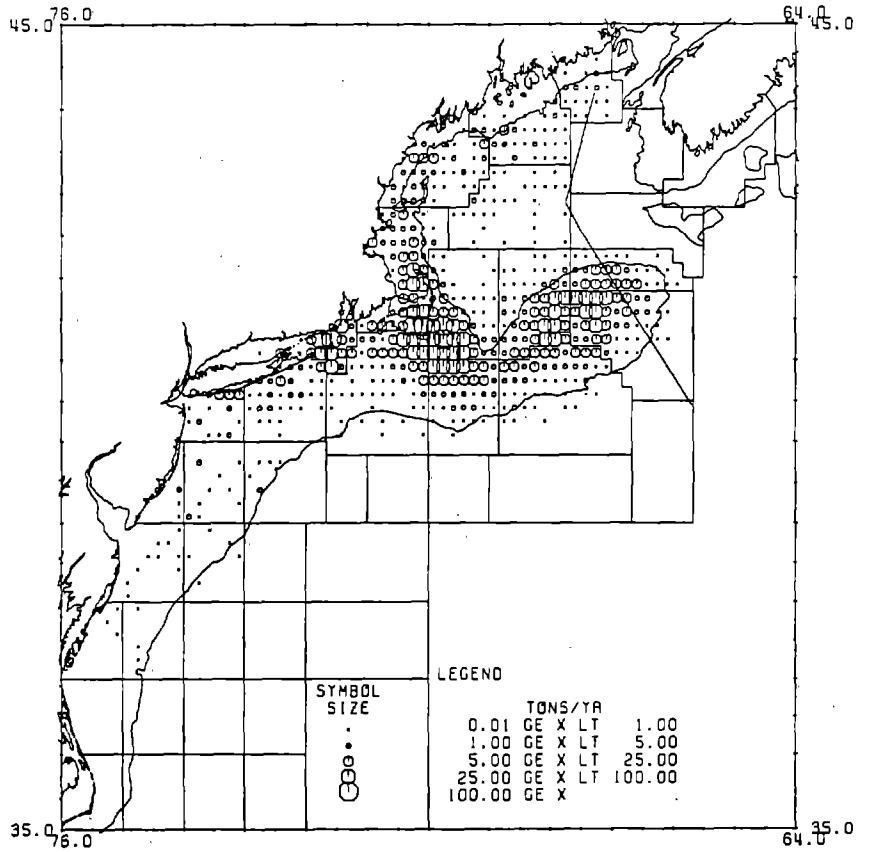 76.0 64.0
45.0 45.0
LEGEND
SYMBOL
SIZE
TONS/YR
0.01 GE X LT 1.00
1.00 GE X LT 5.00
5.00 GE X LT 25.00
25.00 GE X LT 100.00
100.00 GE X
35.0 35.0
76.0 64.0